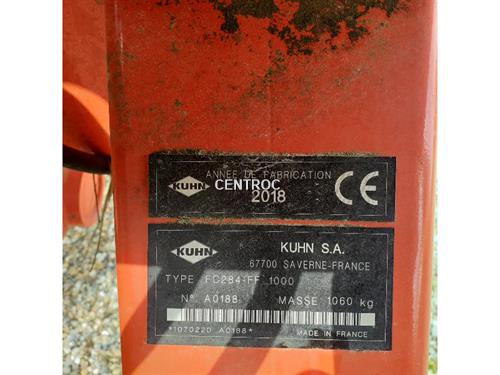 ANNÉE DE FABRICATION
KUHN
CENTROC
2018
CE
KUHN
KUHN S.A.
67700 SAVERNE-FRANCE
TYPE FC284-FF 1000
N° A0188 MASSE 1060 kg
*1070220 A0188*
MADE IN FRANCE